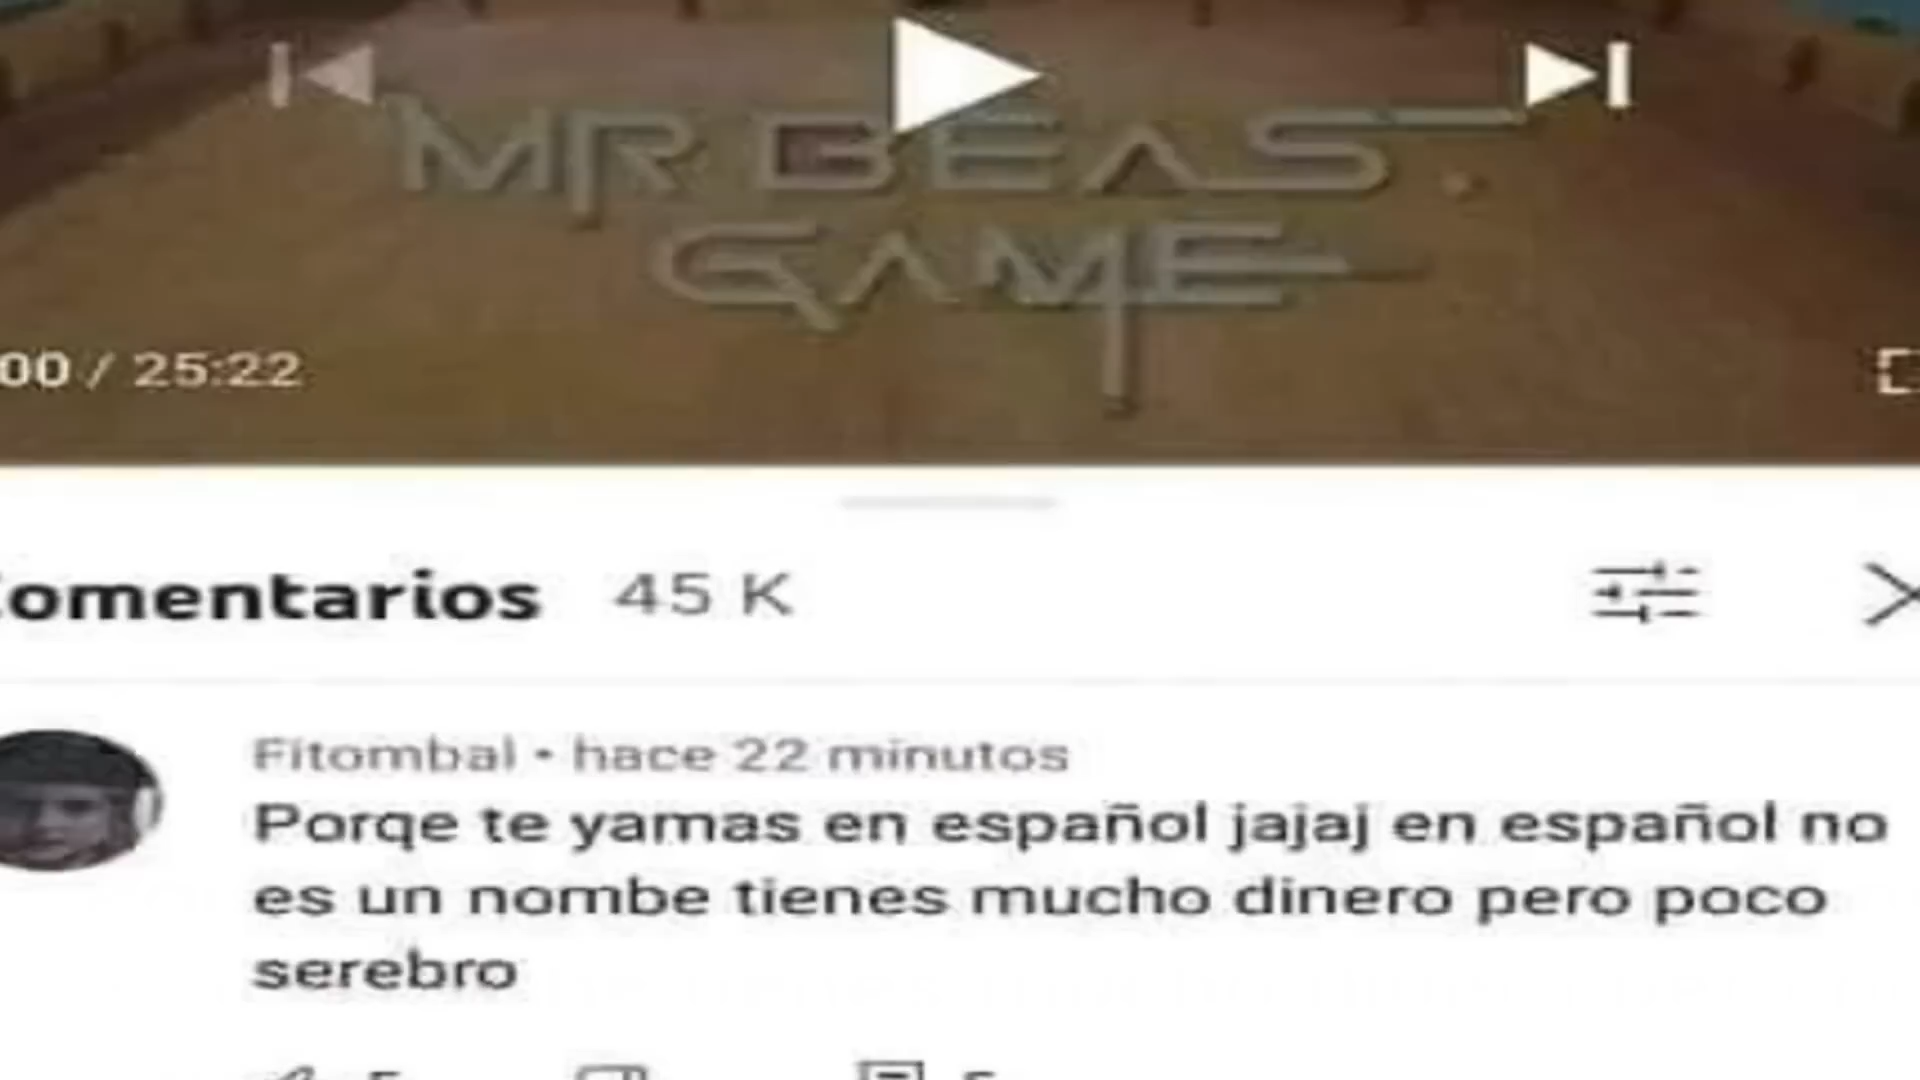 MR BEAS
GAME
00 / 25:22
omentarios 45 K
Fitombal • hace 22 minutos
Porqe te yamas en español jajaj en español no
es un nombe tienes mucho dinero pero poco
serebro